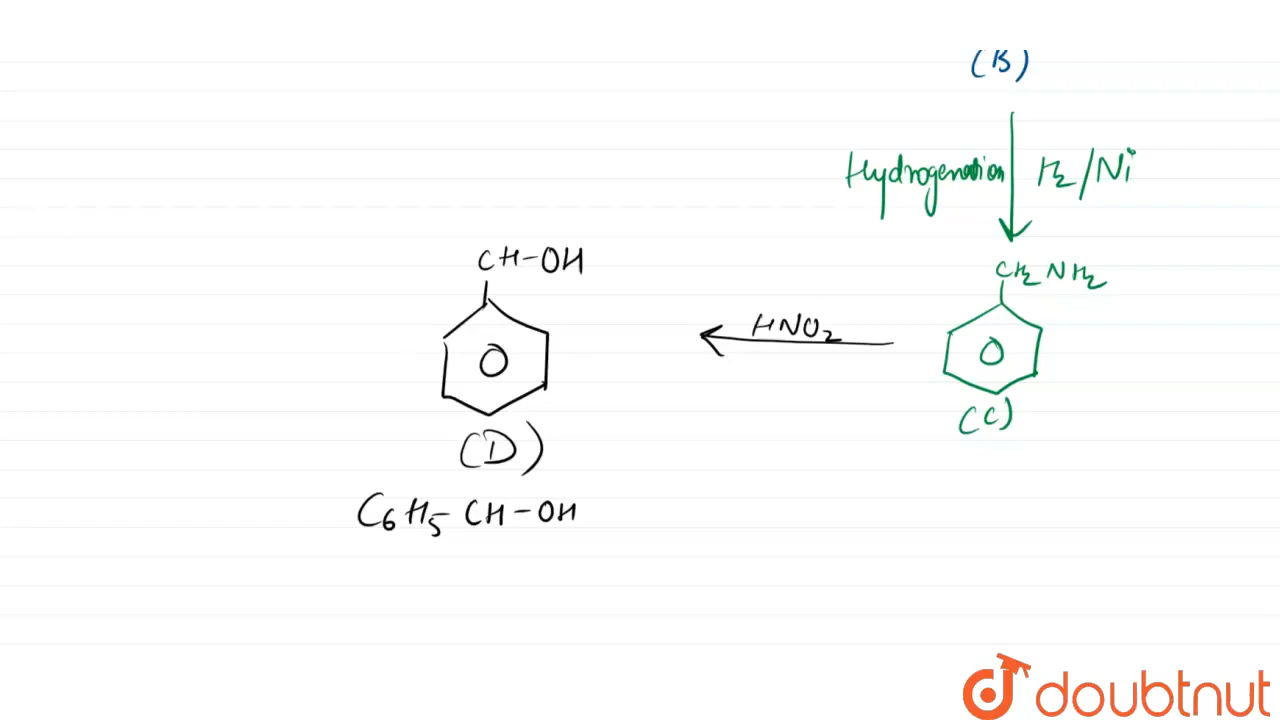 (B)
Hydrogenation H2/Ni
CH-OH
CH2NH2
HNO2
(C)
(D)
C6H5-CH-OH
doubtnut